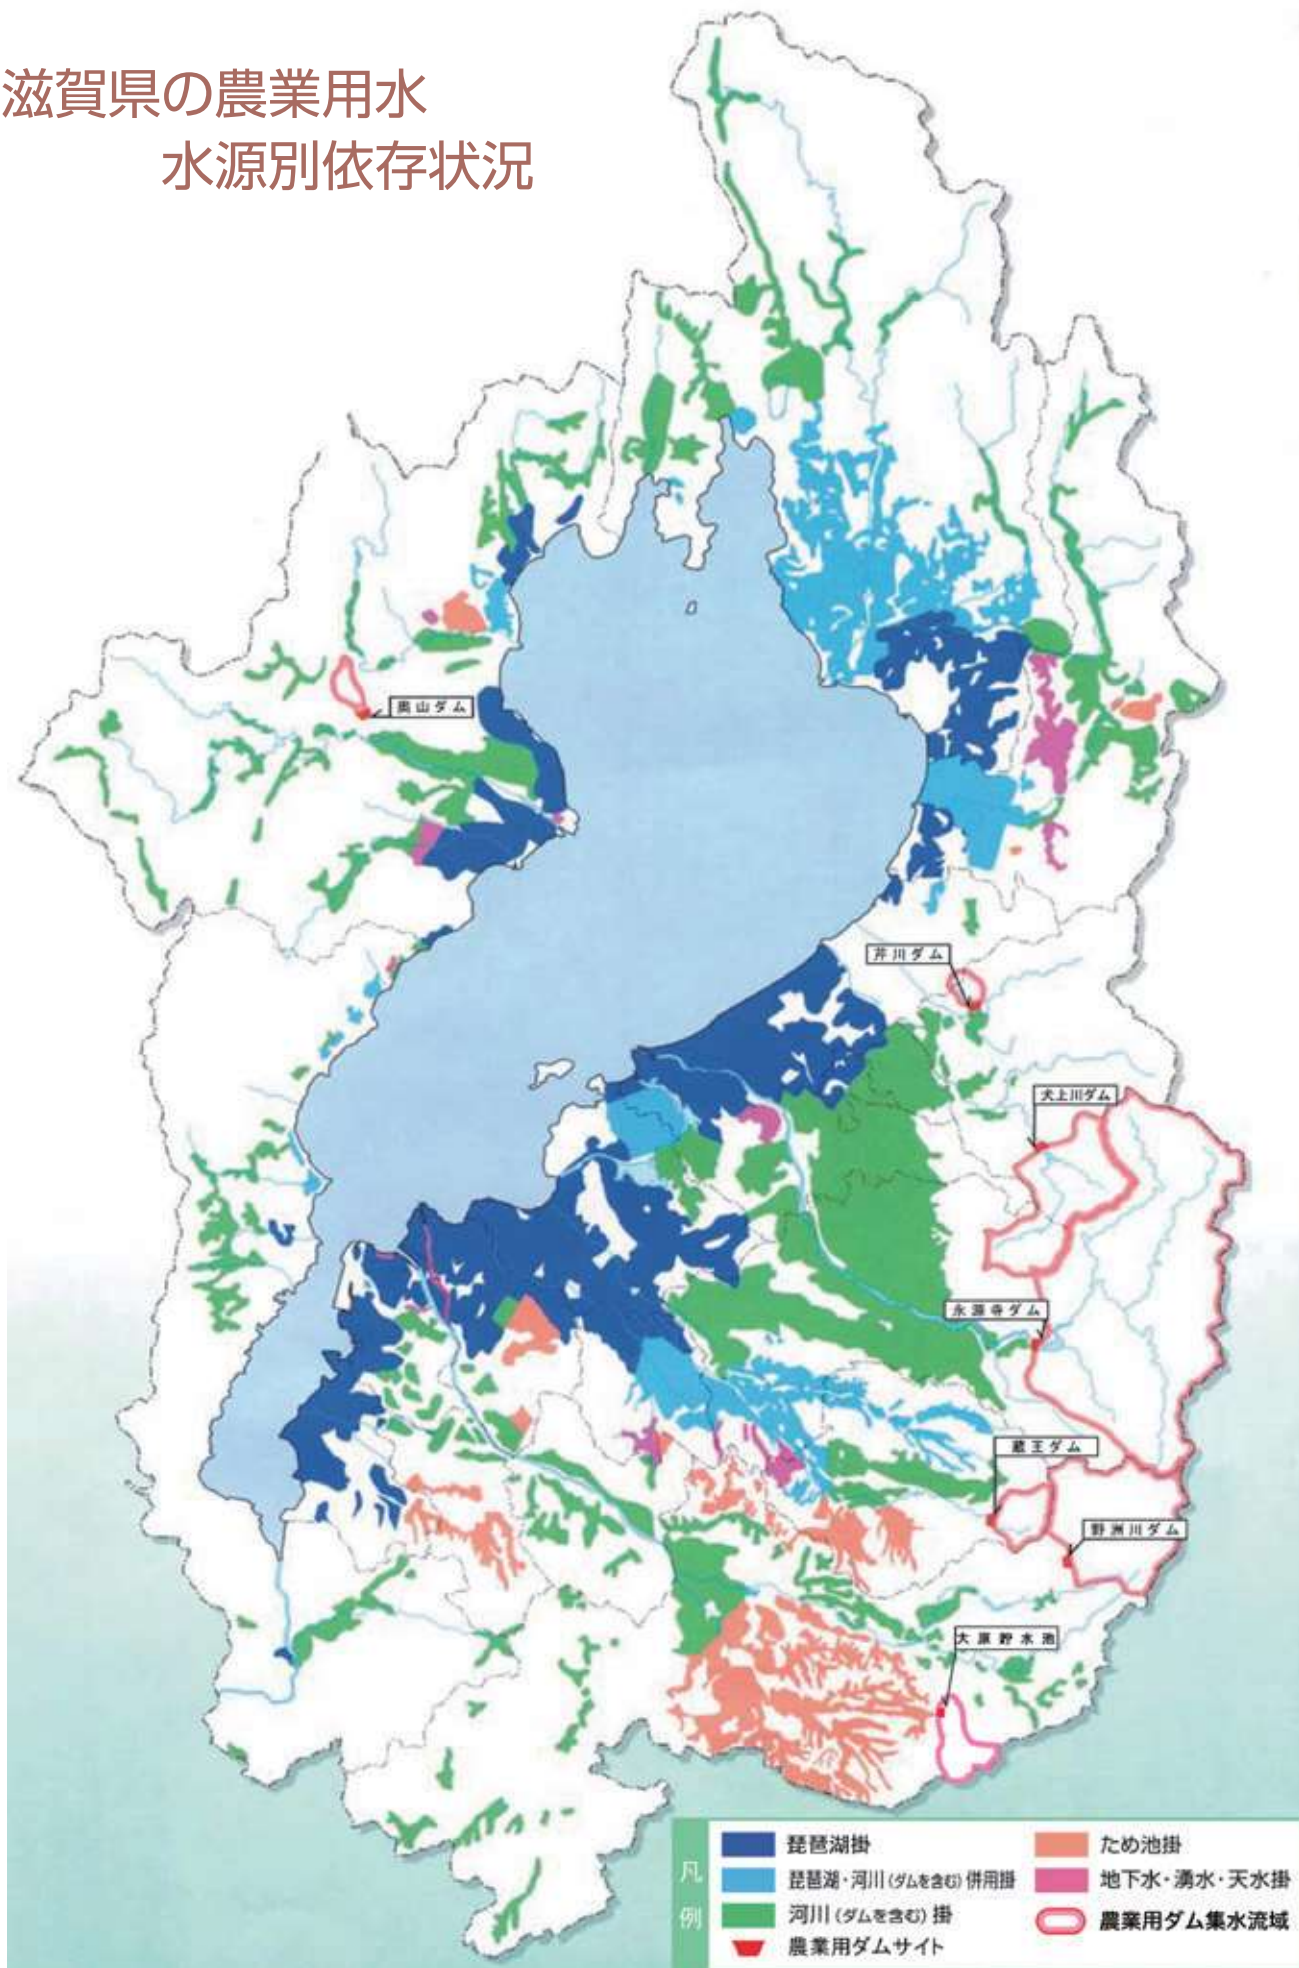 滋賀県の農業用水
水源別依存状況
奥山ダム
芹川ダム
犬上川ダム
永源寺ダム
蔵王ダム
野洲川ダム
大原貯水池
凡例
琵琶湖掛
琵琶湖・河川(ダムを含む)併用掛
河川(ダムを含む)掛
農業用ダムサイト
ため池掛
地下水・湧水・天水掛
農業用ダム集水流域